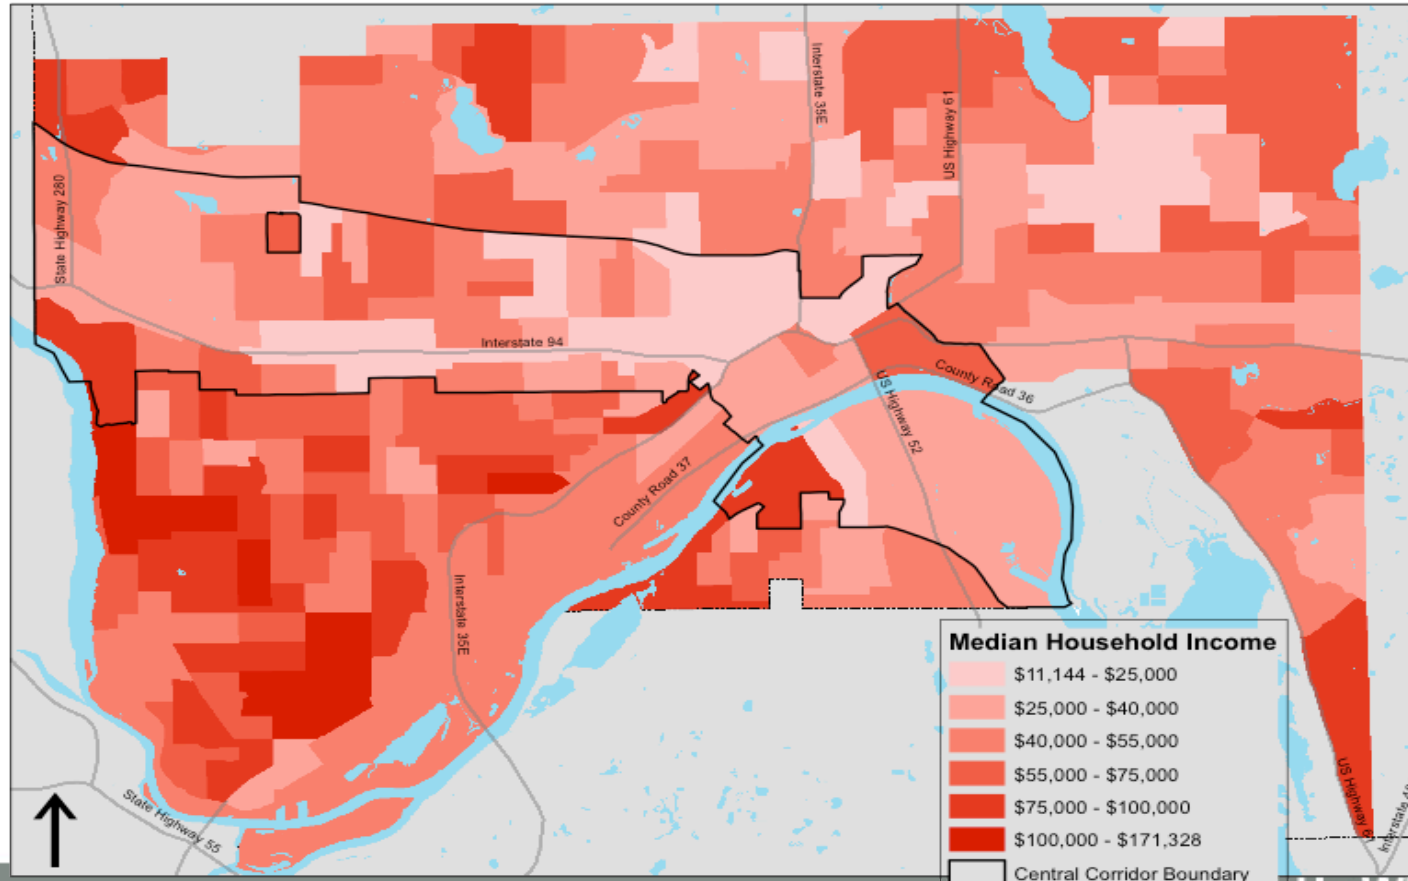 Interstate 35E
US Highway 61
State Highway 280
Interstate 94
County Road 36
US Highway 52
County Road 37
Interstate 35E
State Highway 55
US Highway 61
Median Household Income
$11,144 - $25,000
$25,000 - $40,000
$40,000 - $55,000
$55,000 - $75,000
$75,000 - $100,000
$100,000 - $171,328
Central Corridor Boundary
Interstate